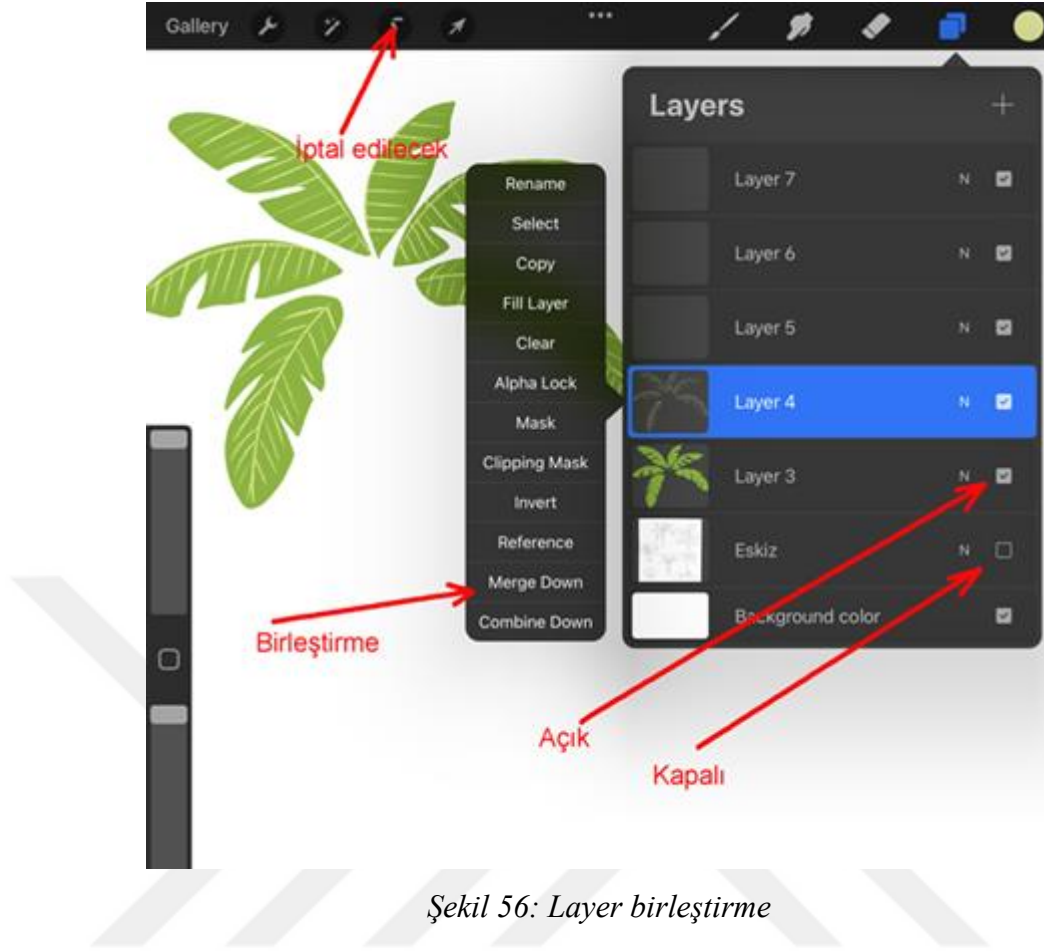 Gallery
İptal edilecek
Layers
Rename
Select
Copy
Fill Layer
Clear
Alpha Lock
Mask
Clipping Mask
Invert
Reference
Merge Down
Combine Down
Layer 7 N
Layer 6 N
Layer 5 N
Layer 4 N
Layer 3 N
Eskiz N
Background color
Birleştirme
Açık
Kapalı
Şekil 56: Layer birleştirme